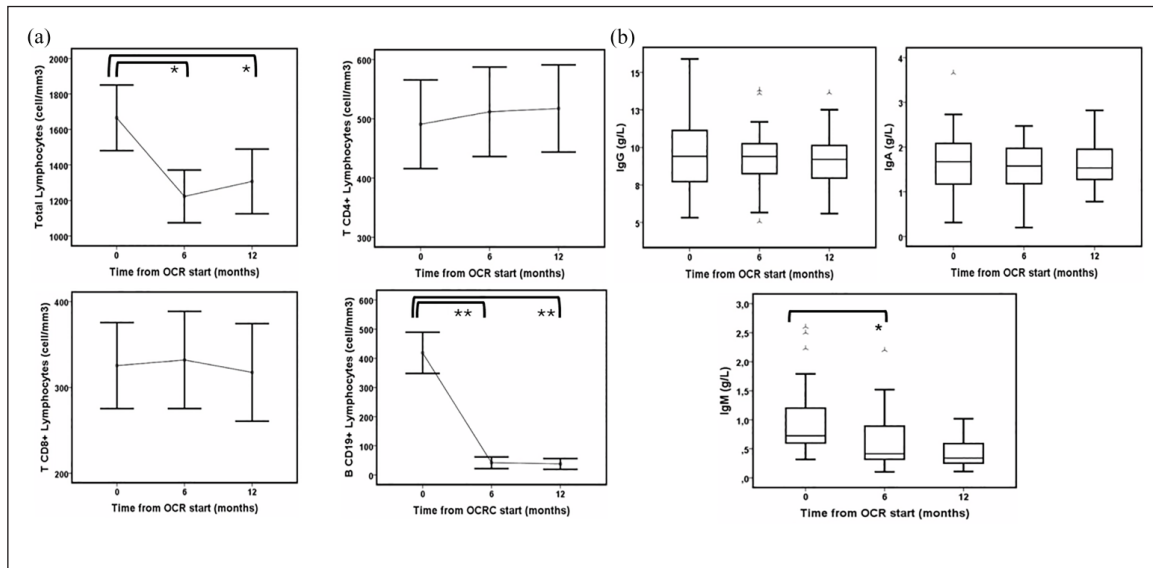 (a)
Total Lymphocytes (cell/mm3)
2000
1800
1600
1400
1200
1000
* *
0 6 12
Time from OCR start (months)
T CD4+ Lymphocytes (cell/mm3)
600
500
400
300
0 6 12
Time from OCR start (months)
T CD8+ Lymphocytes (cell/mm3)
400
300
200
0 6 12
Time from OCR start (months)
B CD19+ Lymphocytes (cell/mm3)
600
500
400
300
200
100
0
** **
0 6 12
Time from OCRC start (months)
(b)
IgG (g/L)
15
13
10
8
5
0 6 12
Time from OCR start (months)
IgA (g/L)
4
3
2
1
0
0 6 12
Time from OCR start (months)
IgM (g/L)
3,0
2,5
2,0
1,5
1,0
,5
,0
*
0 6 12
Time from OCR start (months)